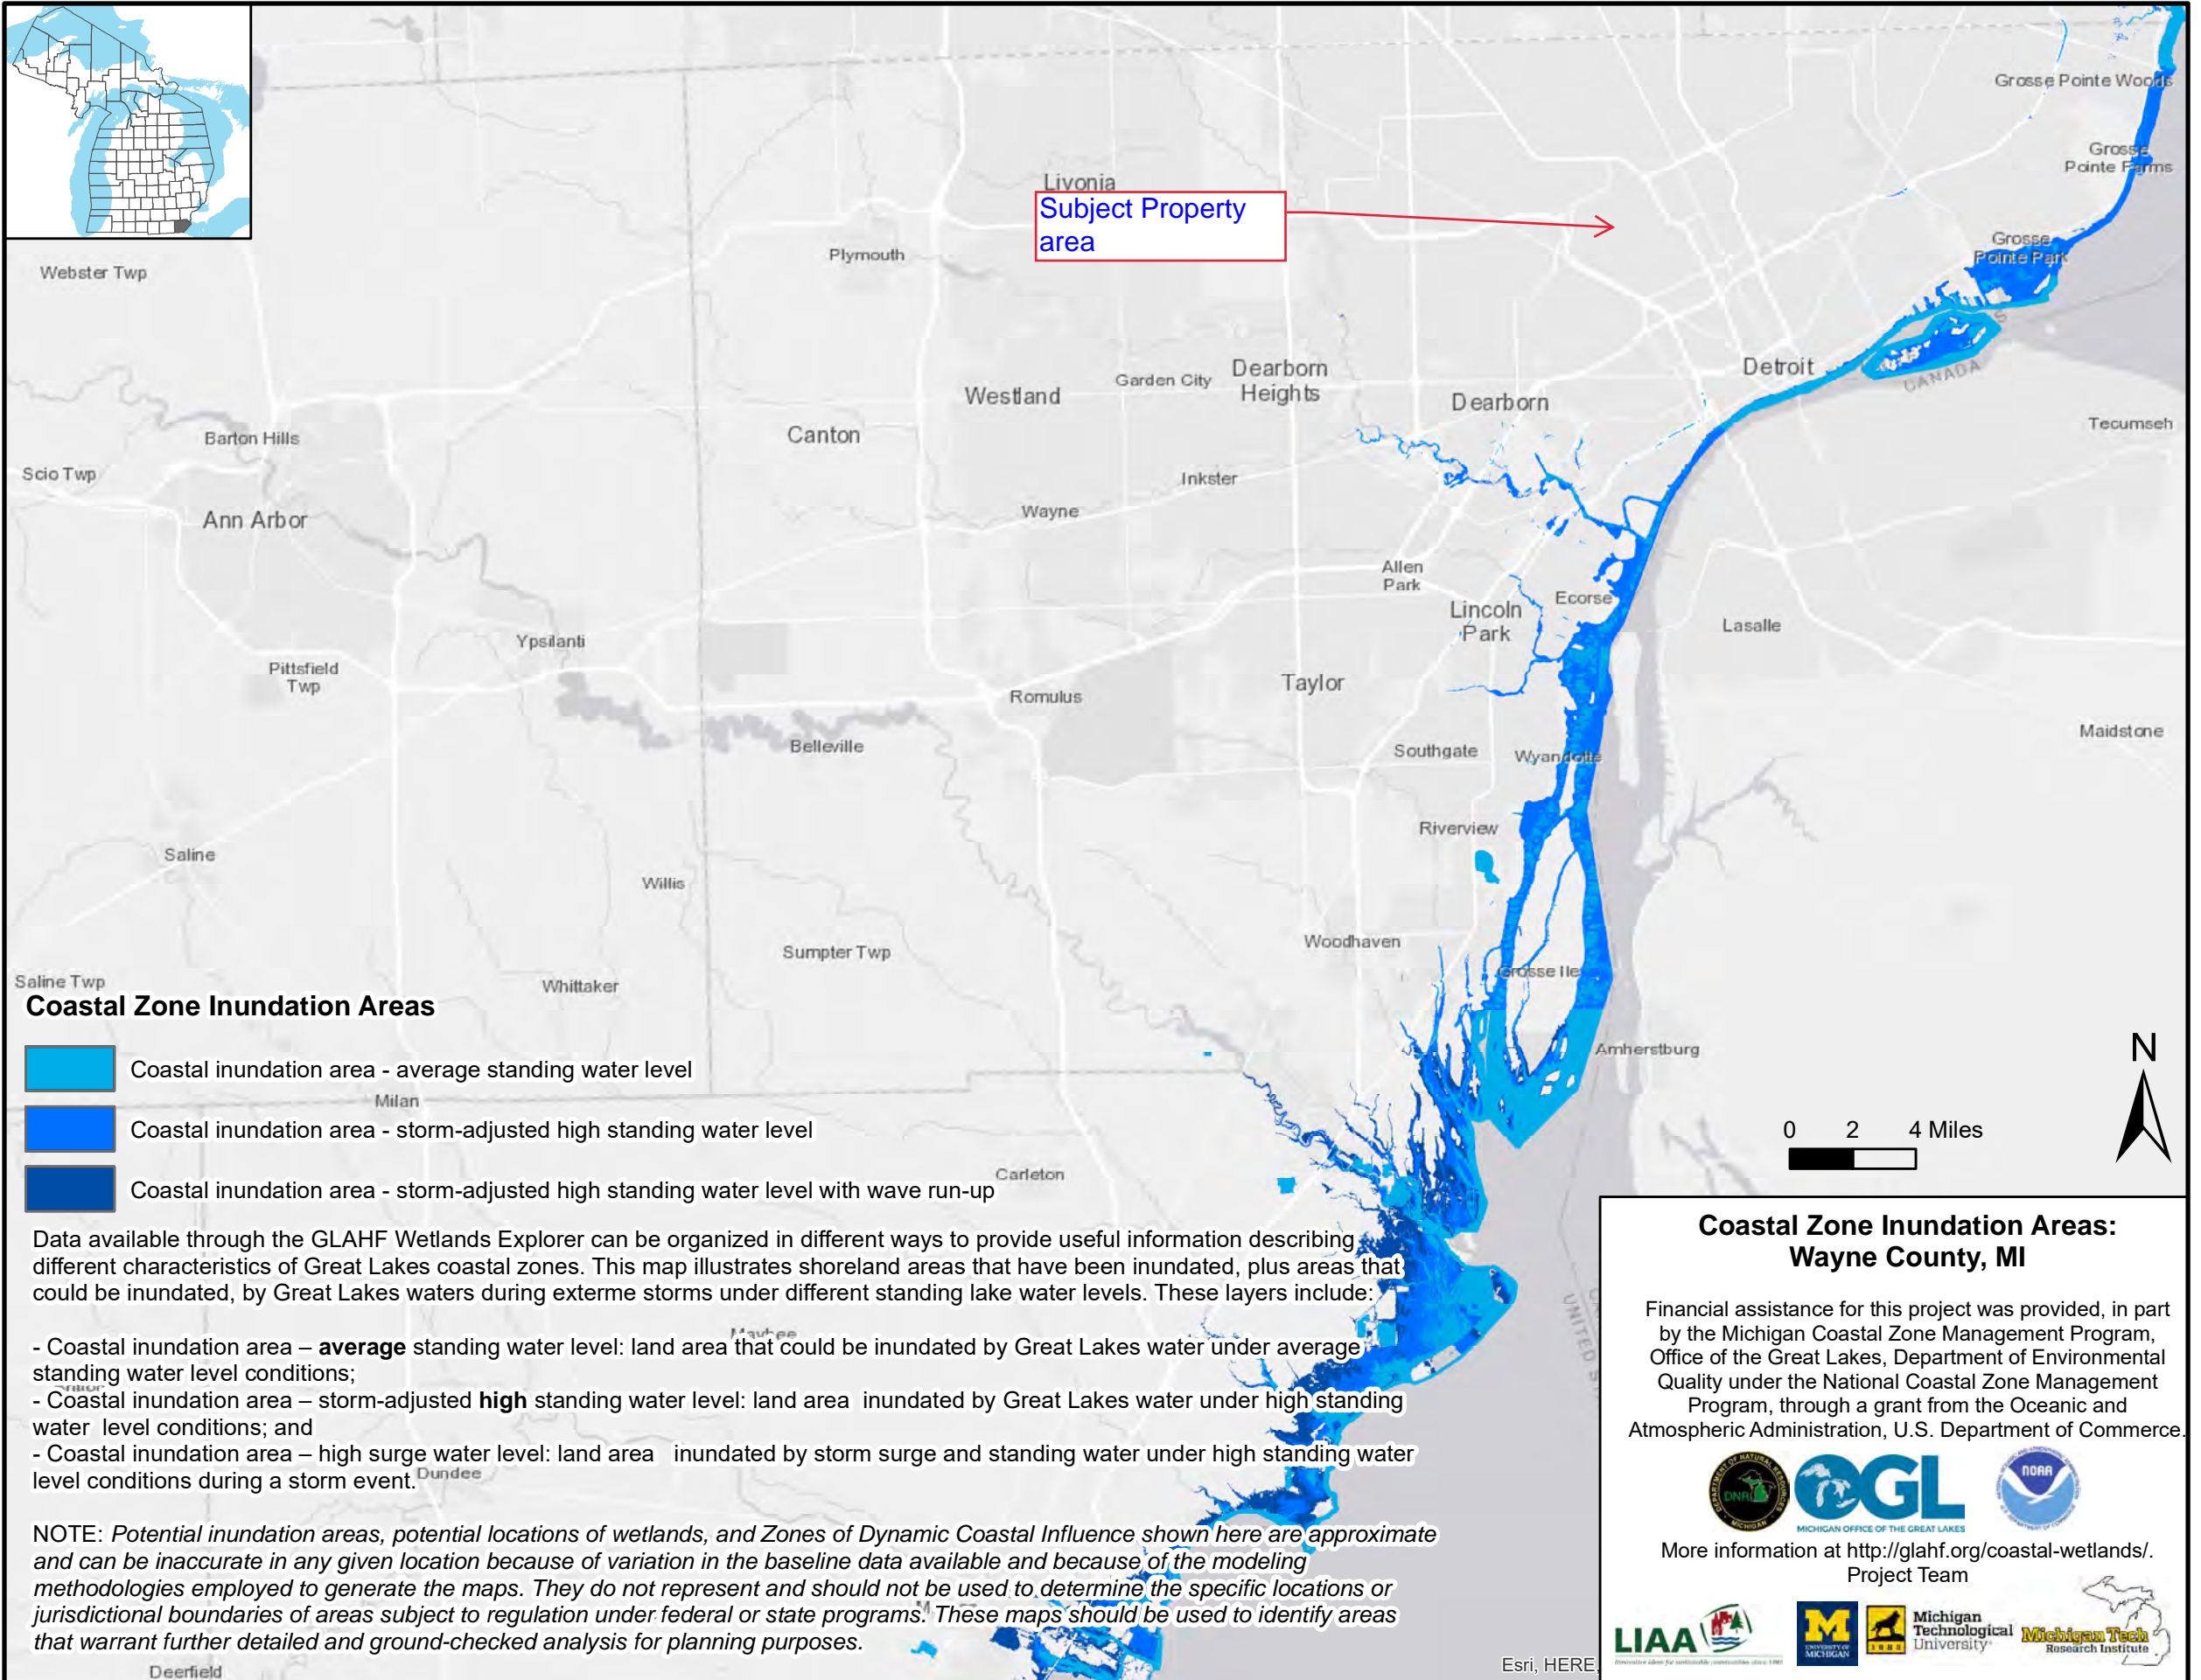 Grosse Pointe Woods
Grosse
Pointe Farms
Livonia
Subject Property
area
Plymouth
Grosse
Pointe Park
Webster Twp
Detroit
CANADA
Dearborn
Heights
Garden City
Westland
Dearborn
Tecumseh
Canton
Barton Hills
Scio Twp
Inkster
Ann Arbor
Wayne
Allen
Park
Ecorse
Lincoln
Park
Lasalle
Ypsilanti
Pittsfield
Twp
Taylor
Romulus
Maidstone
Belleville
Southgate
Wyandotte
Riverview
Saline
Willis
Woodhaven
Sumpter Twp
Grosse Ile
Saline Twp
Whittaker
Coastal Zone Inundation Areas
Amherstburg
N
Coastal inundation area - average standing water level
Milan
Coastal inundation area - storm-adjusted high standing water level
0 2 4 Miles
Carleton
Coastal inundation area - storm-adjusted high standing water level with wave run-up
Data available through the GLAHF Wetlands Explorer can be organized in different ways to provide useful information describing
different characteristics of Great Lakes coastal zones. This map illustrates shoreland areas that have been inundated, plus areas that
could be inundated, by Great Lakes waters during exterme storms under different standing lake water levels. These layers include:
Maybee
- Coastal inundation area – average standing water level: land area that could be inundated by Great Lakes water under average
standing water level conditions;
- Coastal inundation area – storm-adjusted high standing water level: land area inundated by Great Lakes water under high standing
water level conditions; and
- Coastal inundation area – high surge water level: land area inundated by storm surge and standing water under high standing water
level conditions during a storm event.
Dundee
NOTE: Potential inundation areas, potential locations of wetlands, and Zones of Dynamic Coastal Influence shown here are approximate
and can be inaccurate in any given location because of variation in the baseline data available and because of the modeling
methodologies employed to generate the maps. They do not represent and should not be used to determine the specific locations or
jurisdictional boundaries of areas subject to regulation under federal or state programs. These maps should be used to identify areas
that warrant further detailed and ground-checked analysis for planning purposes.
Deerfield
UNITED
Esri, HERE,
Coastal Zone Inundation Areas:
Wayne County, MI
Financial assistance for this project was provided, in part
by the Michigan Coastal Zone Management Program,
Office of the Great Lakes, Department of Environmental
Quality under the National Coastal Zone Management
Program, through a grant from the Oceanic and
Atmospheric Administration, U.S. Department of Commerce.
DEPARTMENT OF NATURAL RESOURCES
DNR
MICHIGAN
OGL
MICHIGAN OFFICE OF THE GREAT LAKES
NOAA
More information at http://glahf.org/coastal-wetlands/.
Project Team
LIAA
M
UNIVERSITY OF
MICHIGAN
1885
Michigan
Technological
University
Michigan Tech
Research Institute